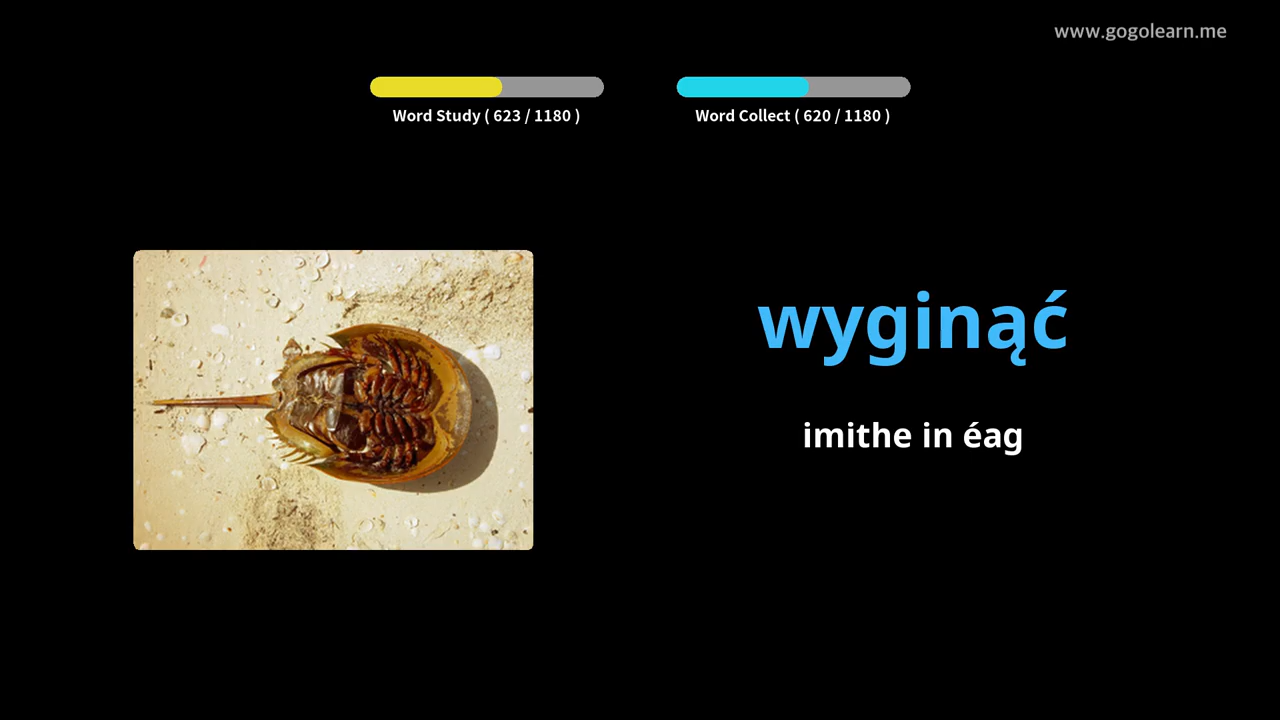 www.gogolearn.me
Word Study ( 623 / 1180 )
Word Collect ( 620 / 1180 )
wyginąć
imithe in éag